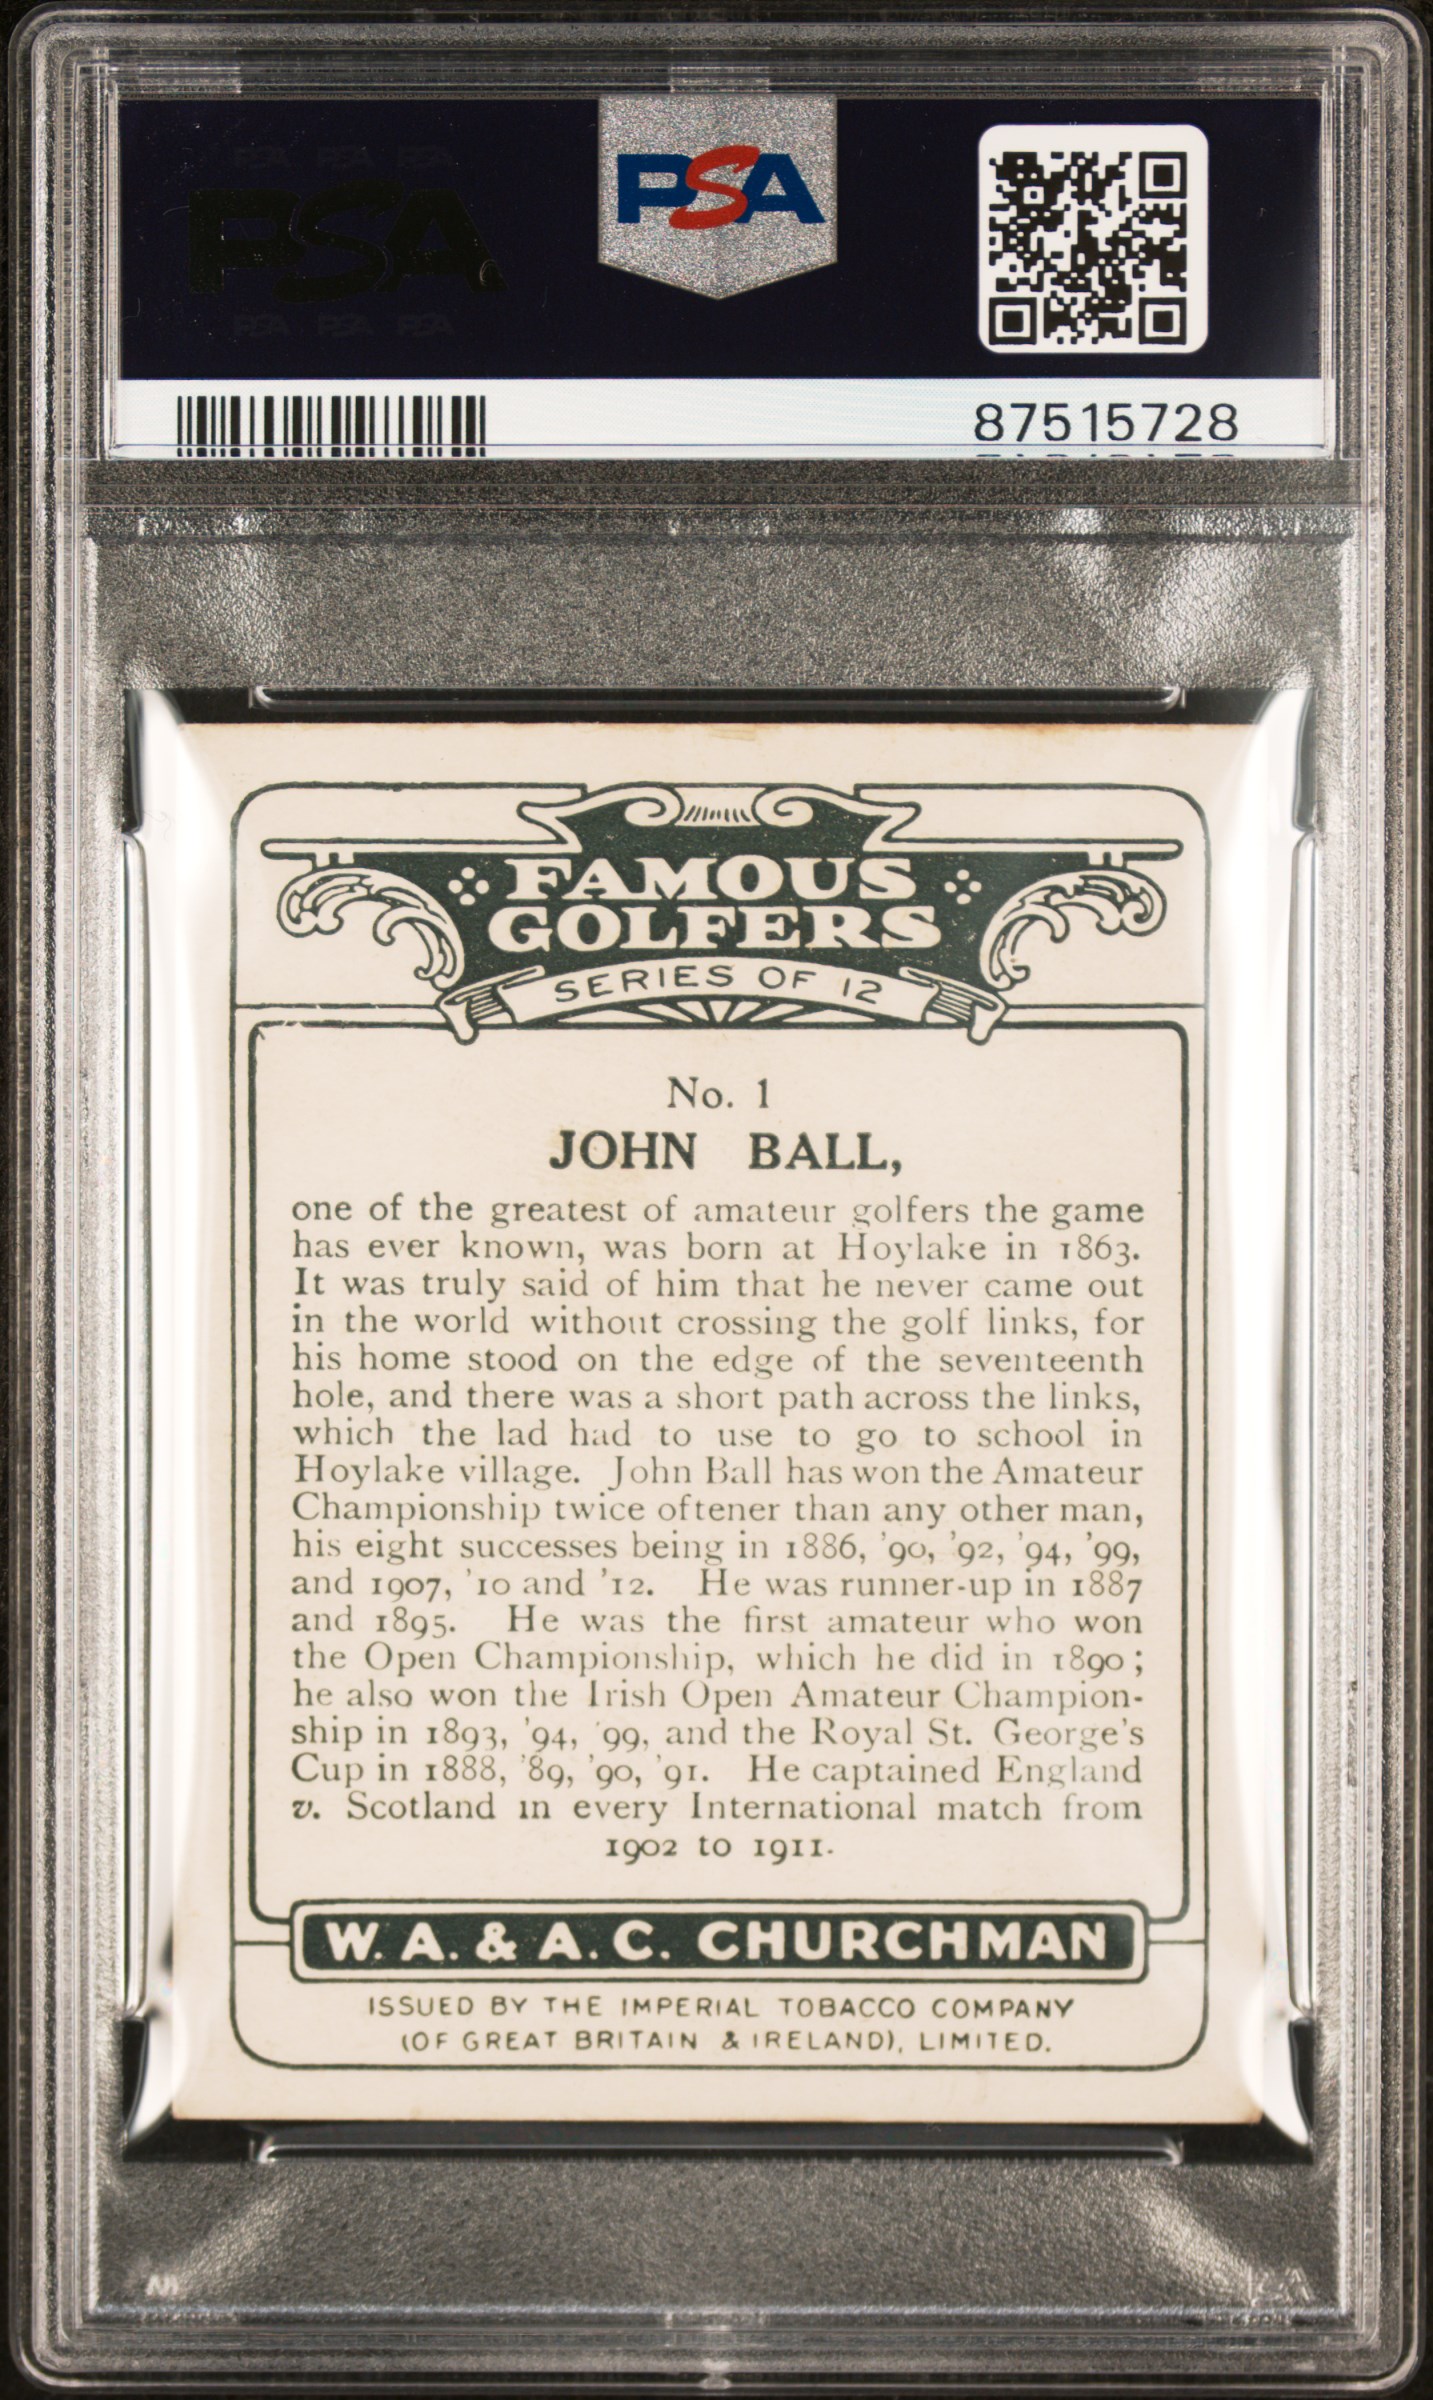 PSA PSA PSA
PSA
PSA
PSA PSA PSA
87515728
FAMOUS
GOLFERS
SERIES OF 12
No. 1
JOHN BALL,
one of the greatest of amateur golfers the game
has ever known, was born at Hoylake in 1863.
It was truly said of him that he never came out
in the world without crossing the golf links, for
his home stood on the edge of the seventeenth
hole, and there was a short path across the links,
which the lad had to use to go to school in
Hoylake village. John Ball has won the Amateur
Championship twice oftener than any other man,
his eight successes being in 1886, '90, '92, '94, '99,
and 1907, '10 and '12. He was runner-up in 1887
and 1895. He was the first amateur who won
the Open Championship, which he did in 1890;
he also won the Irish Open Amateur Champion-
ship in 1893, '94, '99, and the Royal St. George's
Cup in 1888, '89, '90, '91. He captained England
v. Scotland in every International match from
1902 to 1911.
W. A. & A. C. CHURCHMAN
ISSUED BY THE IMPERIAL TOBACCO COMPANY
(OF GREAT BRITAIN & IRELAND), LIMITED.